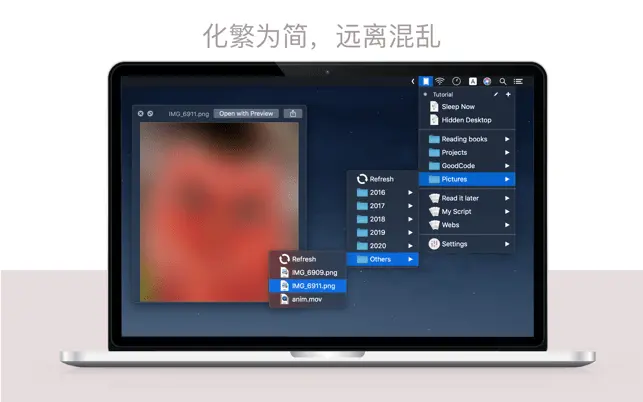 化繁为简，远离混乱
Tutorial
Sleep Now
Hidden Desktop
IMG_6911.png
Open with Preview
Reading books
Projects
GoodCode
Pictures
Refresh
2016
2017
2018
2019
2020
Others
Read it later
My Script
Webs
Settings
Refresh
IMG_6909.png
IMG_6911.png
anim.mov